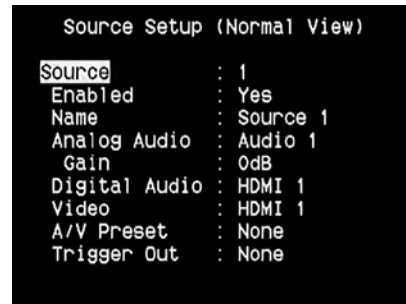 Source Setup (Normal View)
Source : 1
Enabled : Yes
Name : Source 1
Analog Audio : Audio 1
Gain : 0dB
Digital Audio : HDMI 1
Video : HDMI 1
A/V Preset : None
Trigger Out : None